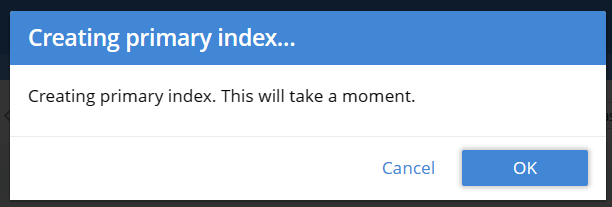 Creating primary index...
Creating primary index. This will take a moment.
Cancel
OK